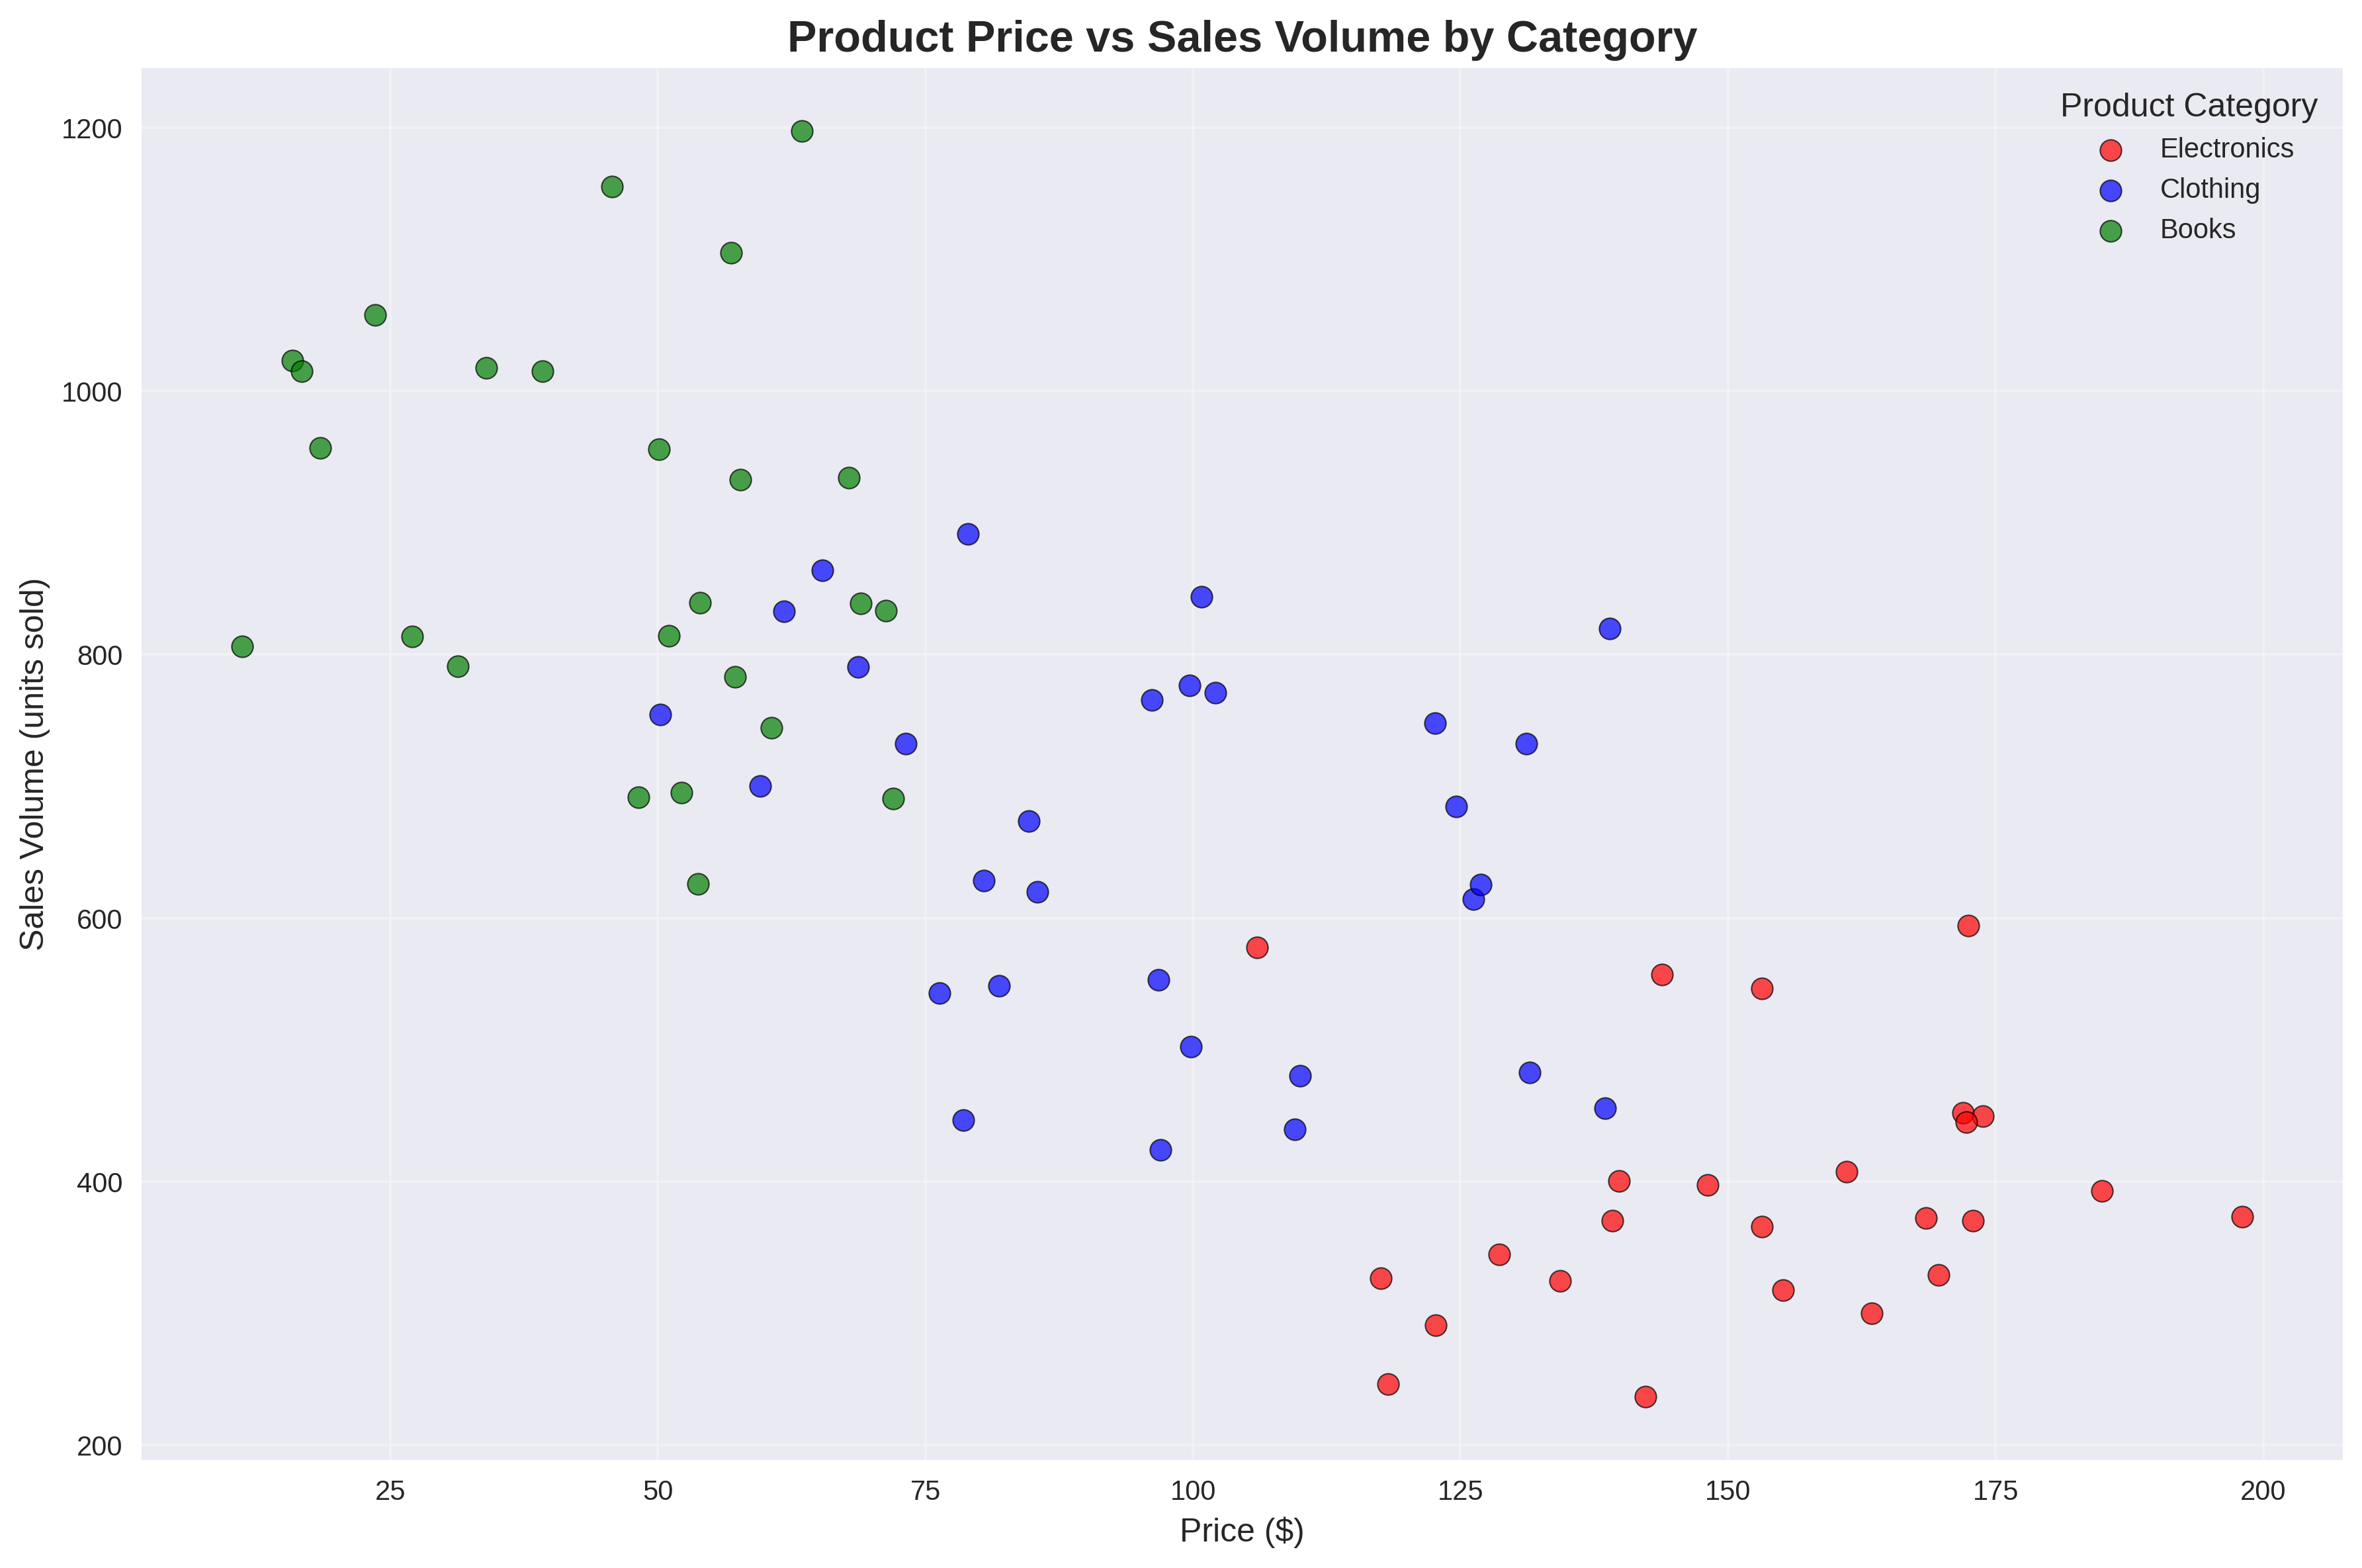 Product Price vs Sales Volume by Category
Product Category
Electronics
Clothing
Books
Sales Volume (units sold)
1200
1000
800
600
400
200
25 50 75 100 125 150 175 200
Price ($)